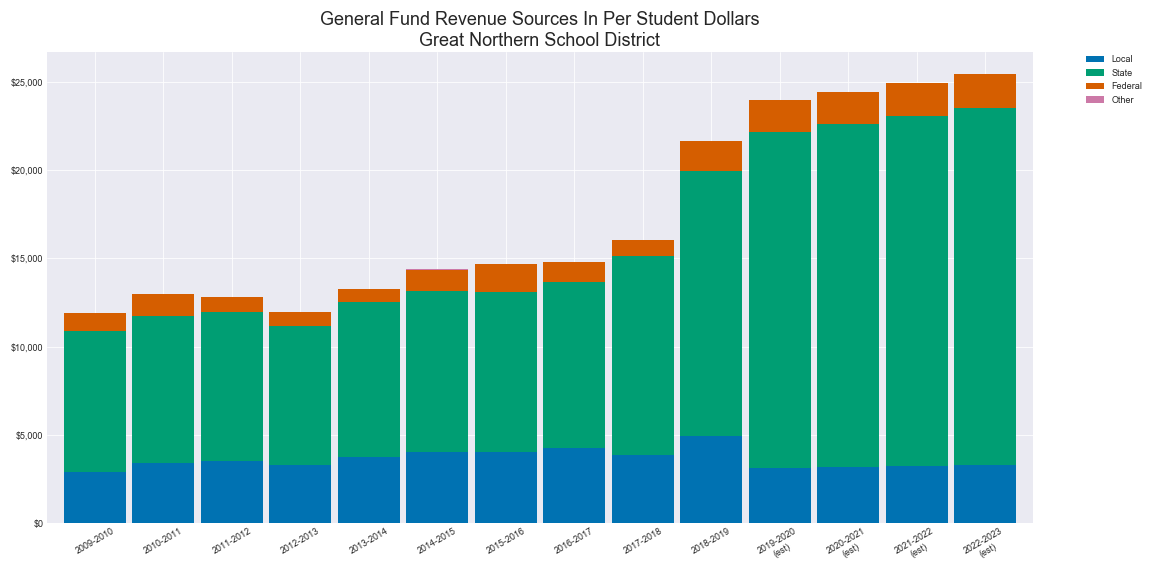 General Fund Revenue Sources In Per Student Dollars
Great Northern School District
Local
State
Federal
Other
$25,000
$20,000
$15,000
$10,000
$5,000
$0
2009-2010
2010-2011
2011-2012
2012-2013
2013-2014
2014-2015
2015-2016
2016-2017
2017-2018
2018-2019
2019-2020
(est)
2020-2021
(est)
2021-2022
(est)
2022-2023
(est)